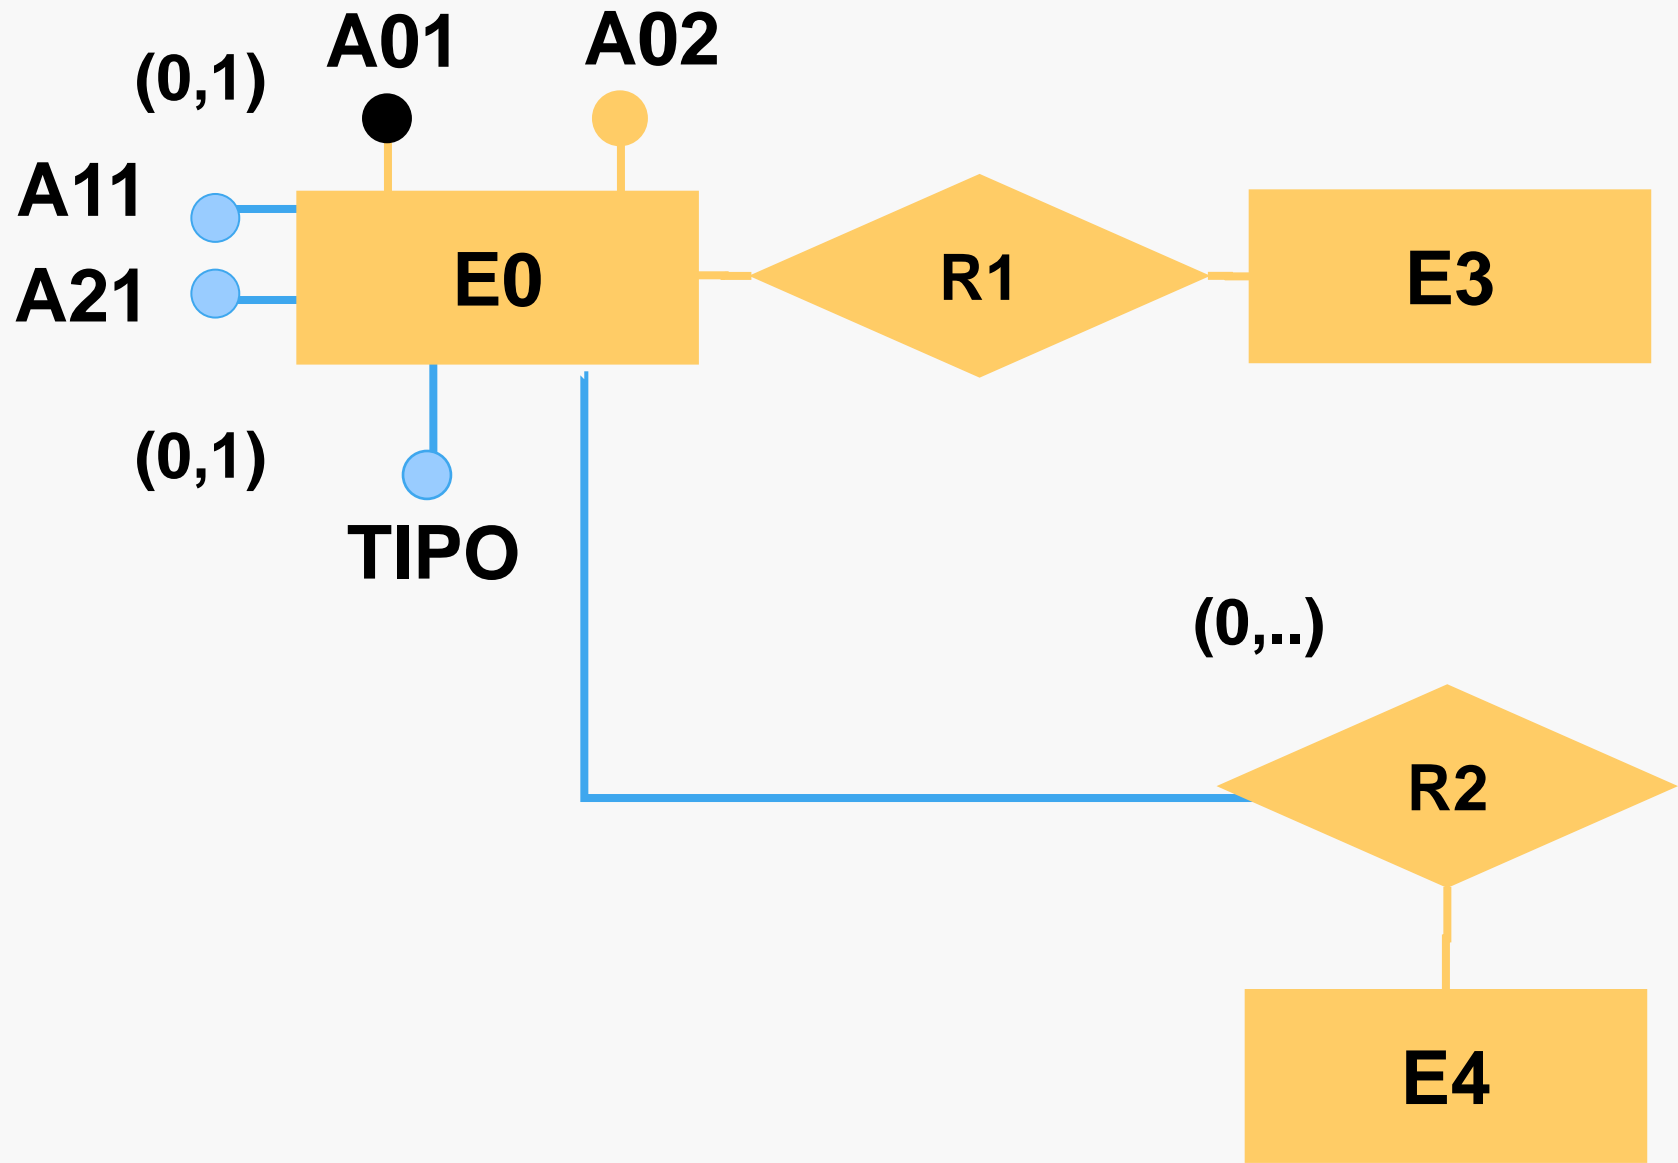 A01
A02
(0,1)
A11
A21
E0
R1
E3
(0,1)
TIPO
(0,..)
R2
E4